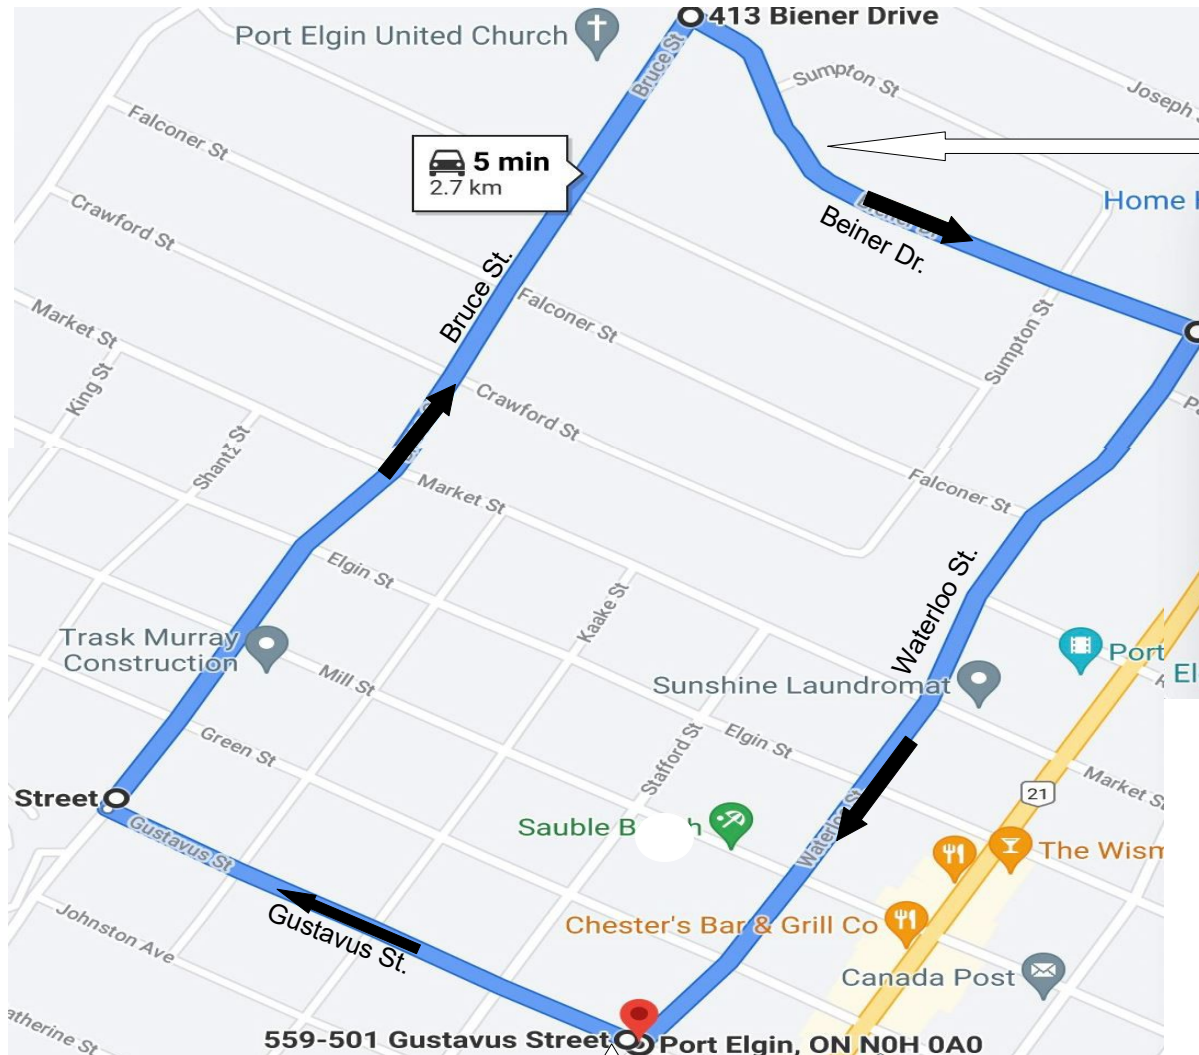 413 Biener Drive
Port Elgin United Church
Bruce St
Sumpton St
Joseph S
Falconer St
5 min
2.7 km
Home
Crawford St
Beiner Dr.
Bruce St.
Market St
Falconer St
Sumpton St
King St
Crawford St
Shantz St
Market St
Falconer St
Elgin St
Kaake St
Waterloo St.
Trask Murray
Construction
Mill St
Port
El
Sunshine Laundromat
Green St
Stafford St
Elgin St
Market St
21
Street
Gustavus St
Sauble B h
Waterloo St
The Wism
Gustavus St.
Johnston Ave
Chester's Bar & Grill Co
Canada Post
atherine St
559-501 Gustavus Street
Port Elgin, ON N0H 0A0